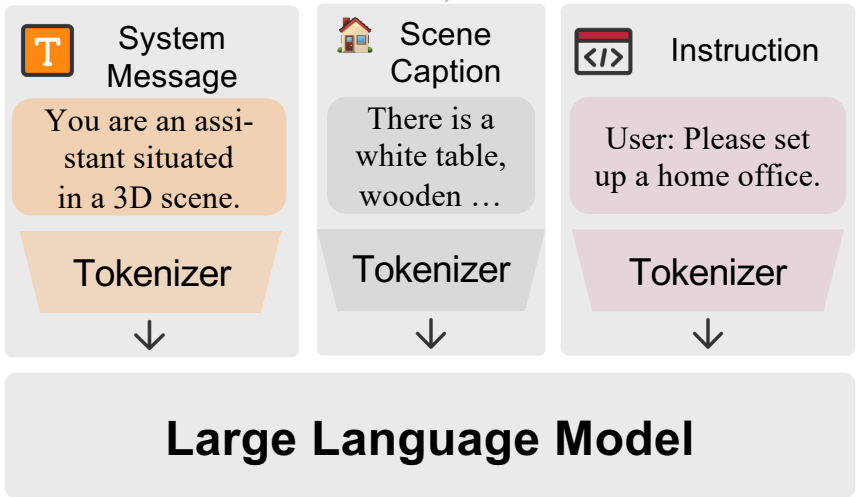 T
System
Message
You are an assi-
stant situated
in a 3D scene.
Tokenizer
Scene
Caption
There is a
white table,
wooden …
Tokenizer
</>
Instruction
User: Please set
up a home office.
Tokenizer
Large Language Model